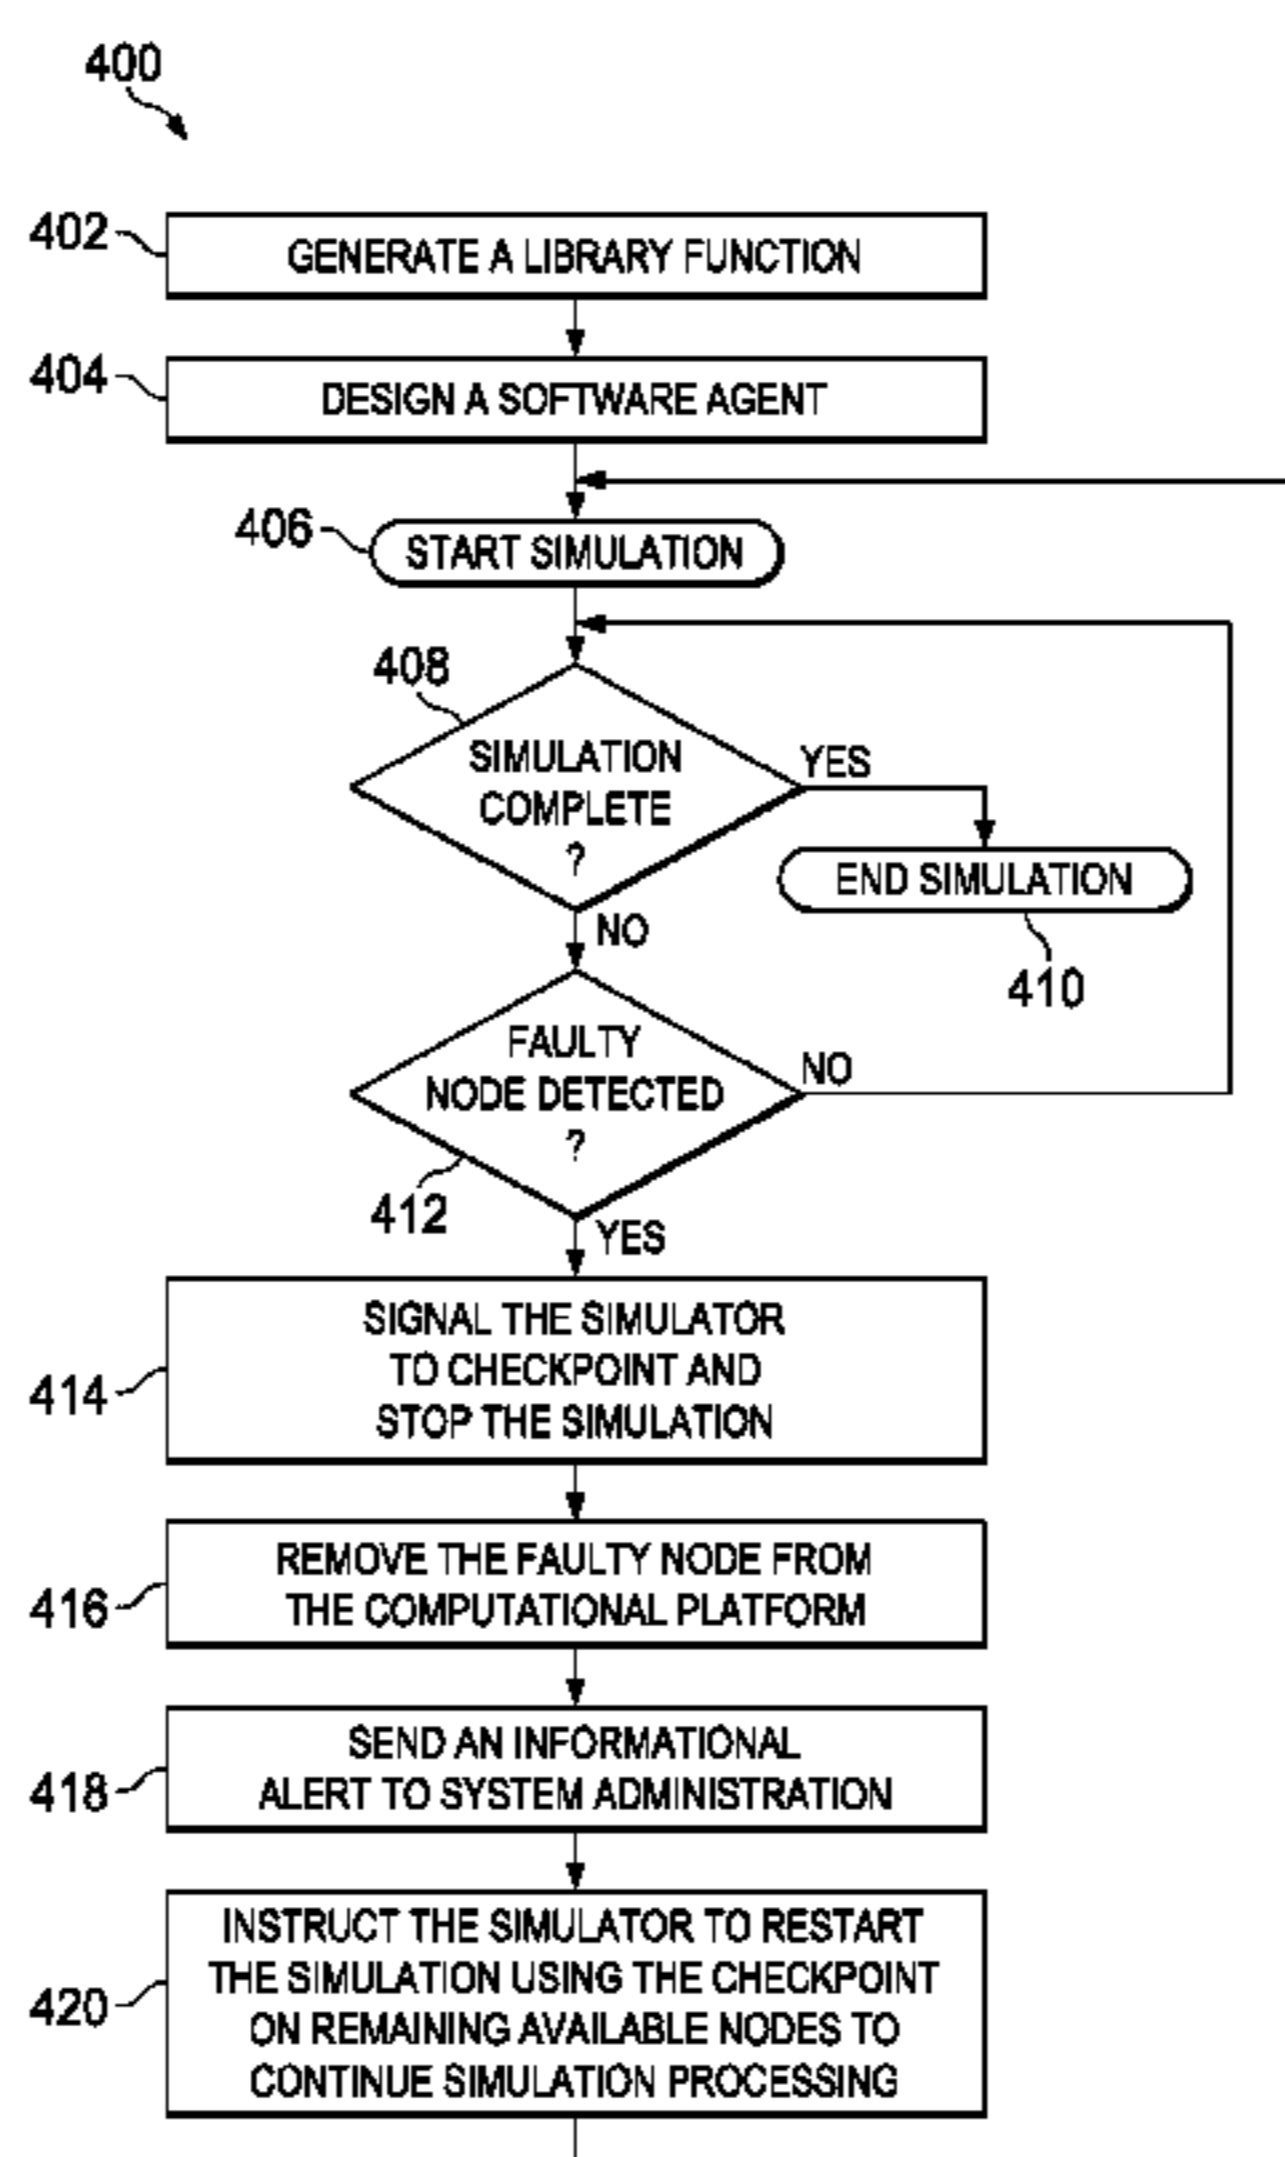 400
402
GENERATE A LIBRARY FUNCTION
404
DESIGN A SOFTWARE AGENT
406
START SIMULATION
408
SIMULATION
COMPLETE
?
YES
END SIMULATION
410
NO
FAULTY
NODE DETECTED
?
NO
412
YES
SIGNAL THE SIMULATOR
TO CHECKPOINT AND
STOP THE SIMULATION
414
REMOVE THE FAULTY NODE FROM
THE COMPUTATIONAL PLATFORM
416
SEND AN INFORMATIONAL
ALERT TO SYSTEM ADMINISTRATION
418
INSTRUCT THE SIMULATOR TO RESTART
THE SIMULATION USING THE CHECKPOINT
ON REMAINING AVAILABLE NODES TO
CONTINUE SIMULATION PROCESSING
420